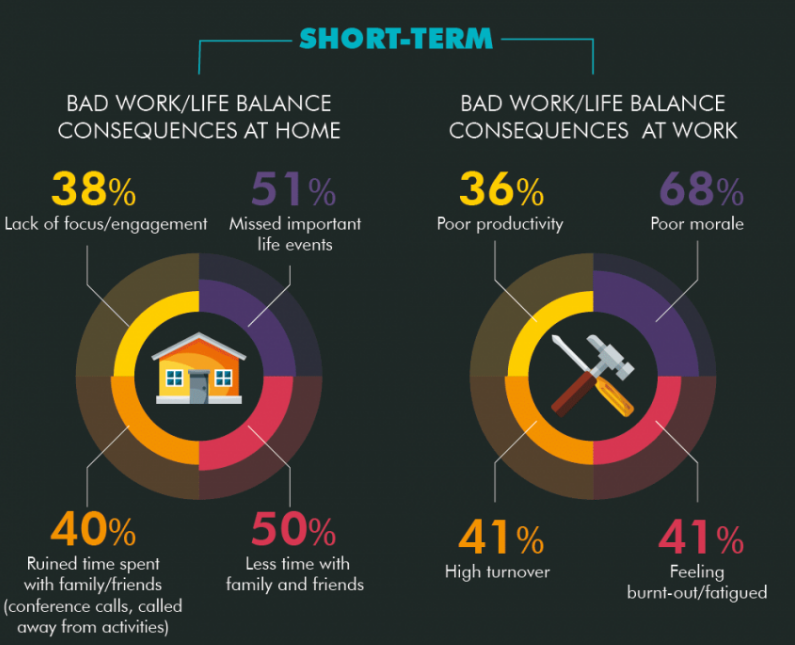 SHORT-TERM
BAD WORK/LIFE BALANCE
CONSEQUENCES AT HOME
38%
Lack of focus/engagement
51%
Missed important
life events
40%
Ruined time spent
with family/friends
(conference calls, called
away from activities)
50%
Less time with
family and friends
BAD WORK/LIFE BALANCE
CONSEQUENCES AT WORK
36%
Poor productivity
68%
Poor morale
41%
High turnover
41%
Feeling
burnt-out/fatigued